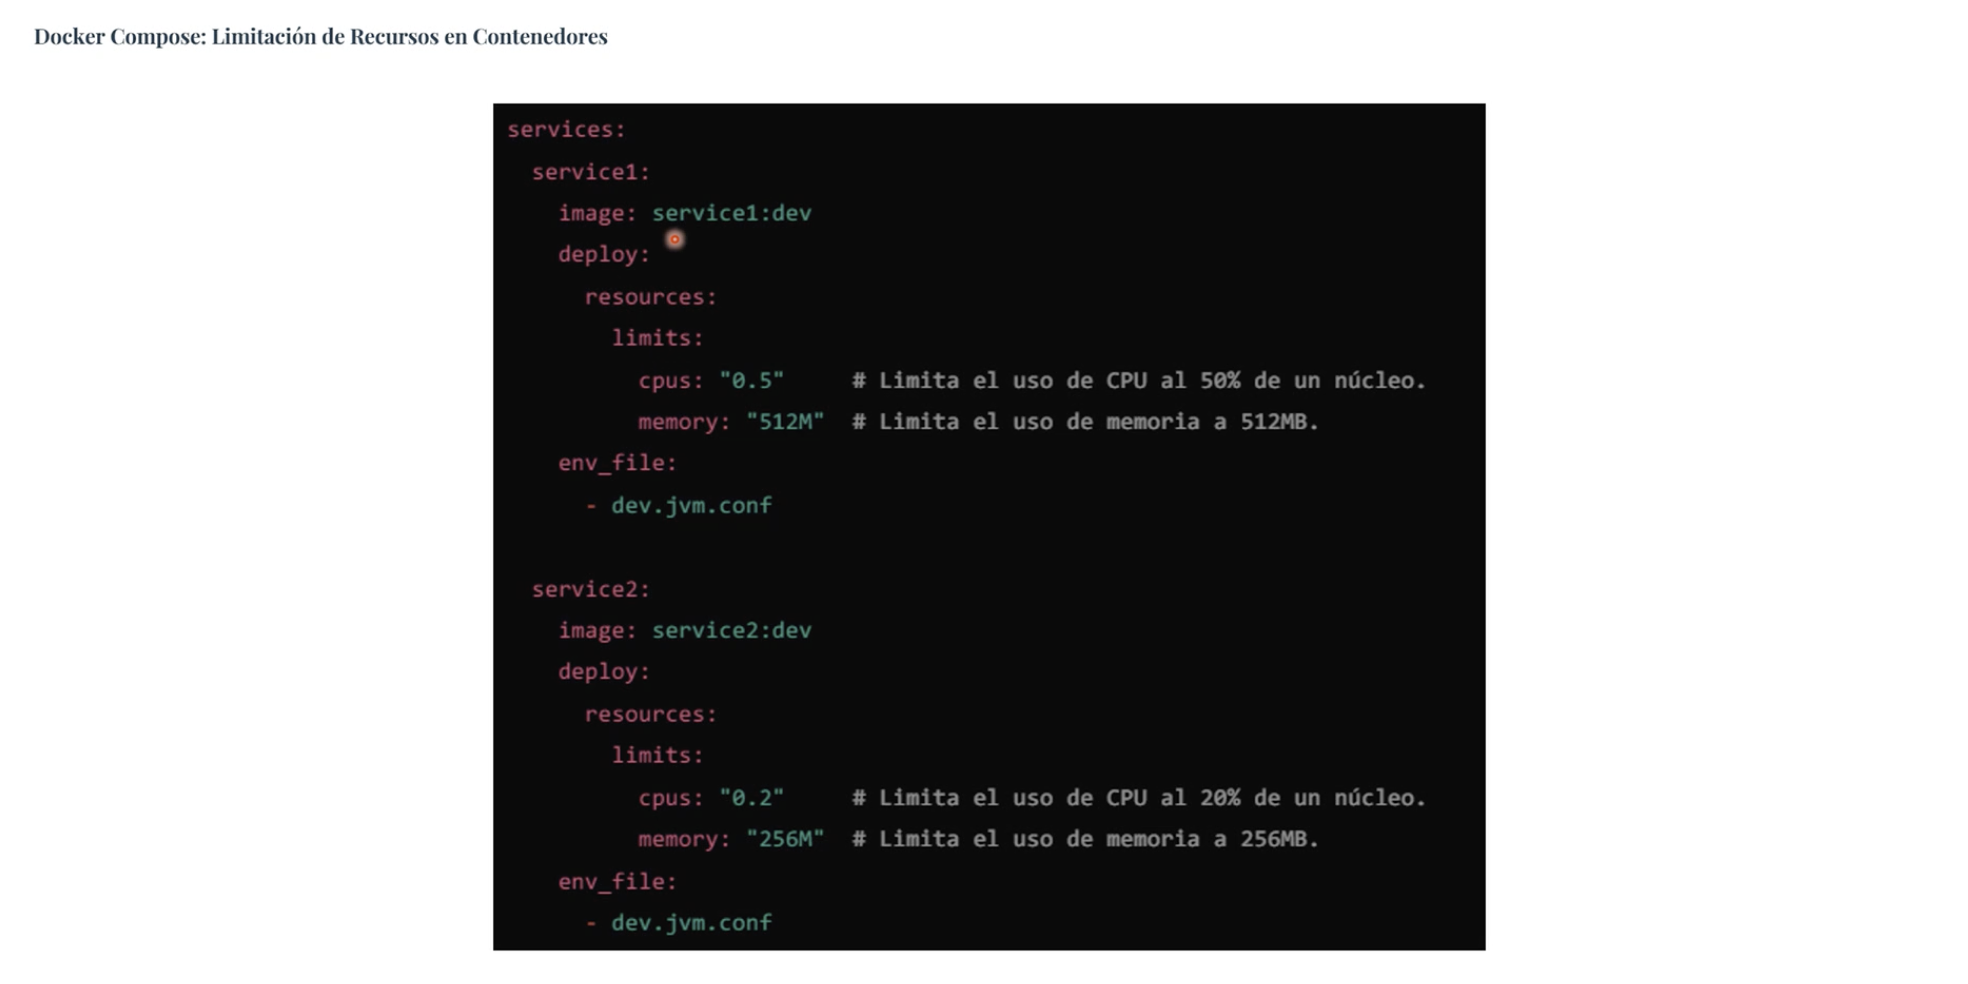 Docker Compose: Limitación de Recursos en Contenedores
services:
service1:
image: service1:dev
deploy:
resources:
limits:
cpus: "0.5" # Limita el uso de CPU al 50% de un núcleo.
memory: "512M" # Limita el uso de memoria a 512MB.
env_file:
- dev.jvm.conf
service2:
image: service2:dev
deploy:
resources:
limits:
cpus: "0.2" # Limita el uso de CPU al 20% de un núcleo.
memory: "256M" # Limita el uso de memoria a 256MB.
env_file:
- dev.jvm.conf